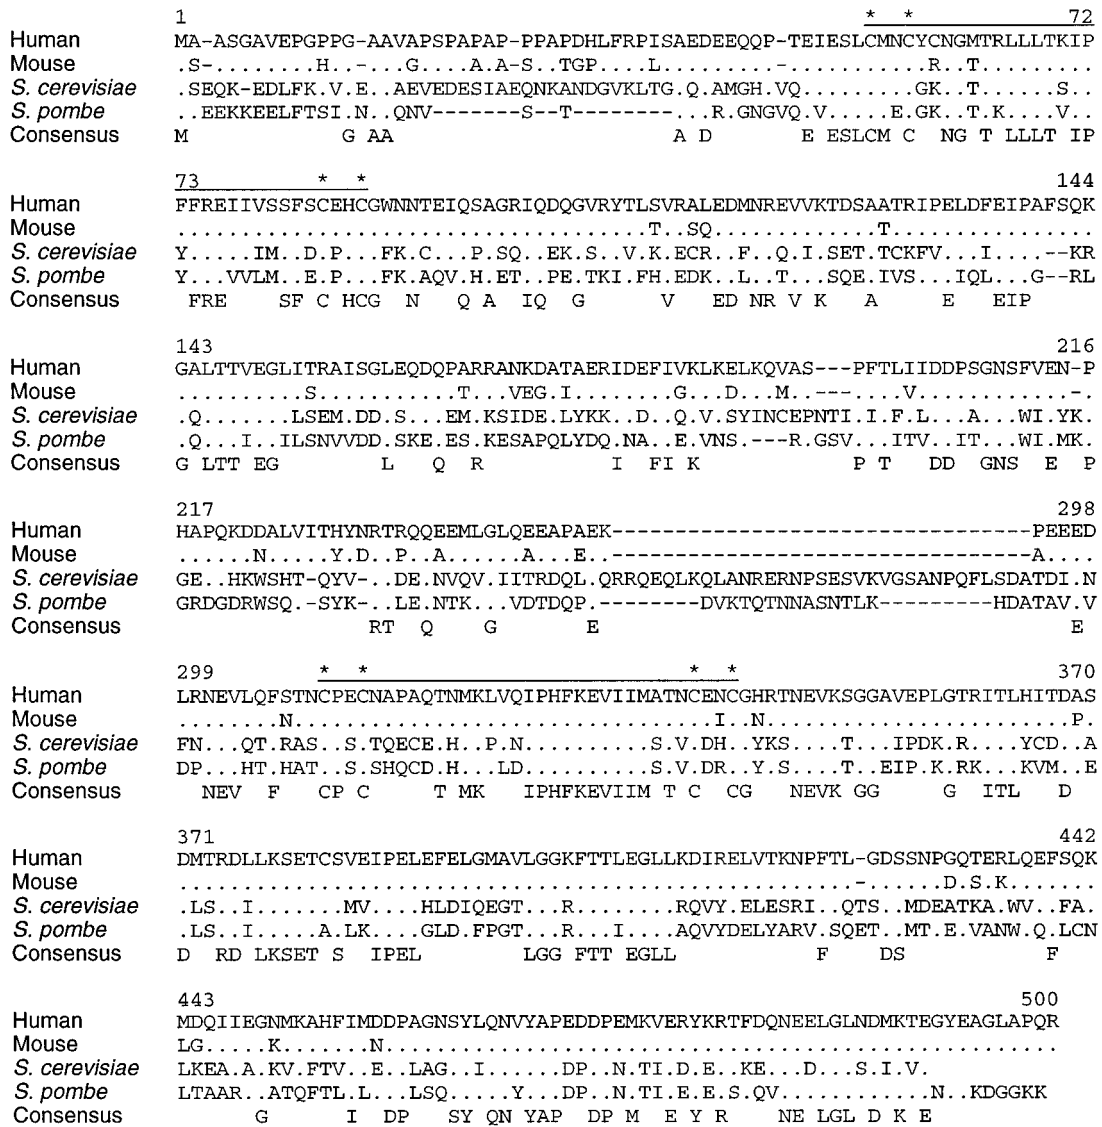 1 * * 72
Human MA-ASGAVEPGPPG-AAVAPSPAPAP-PPAPDHLFRPISAEDEEQQP-TEIESLCMNCYCNGMTRLLLTKIP
Mouse .S-........H..-...G....A.A-S..TGP....L.........-...........R..T.........
S. cerevisiae .SEQK-EDLFK.V.E..AEVEDESIAEQNKANDGVKLTG.Q.AMGH.VQ.........GK..T......S..
S. pombe ..EEKKEELFTSI.N..QNV-------S--T--------...R.GNGVQ.V.....E.GK..T.K....V..
Consensus M G AA A D E ESLCM C NG T LLLT IP
73 * * 144
Human FFREIIVSSFSCEHCGWNNTEIQSAGRIQDQGVRYTLSVRALEDMNREVVKTDSAATRIPELDFEIPAFSQK
Mouse .....................................T..SQ.............T................
S. cerevisiae Y.....IM..D.P...FK.C...P.SQ..EK.S..V.K.ECR..F..Q.I.SET.TCKFV...I....--KR
S. pombe Y...VVLM..E.P...FK.AQV.H.ET..PE.TKI.FH.EDK..L..T...SQE.IVS...IQL...G--RL
Consensus FRE SF C HCG N Q A IQ G V ED NR V K A E EIP
143 216
Human GALTTVEGLITRAISGLEQDQPARRANKDATAERIDEFIVKLKELKQVAS---PFTLIIDDPSGNSFVEN-P
Mouse ..........S...........T...VEG.I........G...D...M..---......V............-.
S. cerevisiae .Q.......LSEM.DD.S...EM.KSIDE.LYKK..D..Q.V.SYINCEPNTI.I.F.L...A...WI.YK.
S. pombe .Q...I..ILSNVVDD.SKE.ES.KESAPQLYDQ.NA..E.VNS.---R.GSV...ITV..IT...WI.MK.
Consensus G LTT EG L Q R I FI K P T DD GNS E P
217 298
Human HAPQKDDALVITHYNRTRQQEEMLGLQEEAPAEK---------------------------------PEEED
Mouse ......N.....Y.D..P..A......A...E..---------------------------------A....
S. cerevisiae GE..HKWSHT-QYV-..DE.NVQV.IITRDQL.QRRQEQLKQLANRERNPSESVKVGSANPQFLSDATDI.N
S. pombe GRDGDRWSQ.-SYK-..LE.NTK...VDTDQP.--------DVKTQTNNASNTLK---------HDATAV.V
Consensus RT Q G E E
299 * * * * 370
Human LRNEVLQFSTNCPECNAPAQTNMKLVQIPHFKEVIIMATNCENCGHRTNEVKSGGAVEPLGTRITLHITDAS
Mouse ........N.................................I..N........................P.
S. cerevisiae FN...QT.RAS..S.TQECE.H..P.N..........S.V.DH..YKS....T...IPDK.R....YCD..A
S. pombe DP...HT.HAT..S.SHQCD.H...LD..........S.V.DR..Y.S....T..EIP.K.RK...KVM..E
Consensus NEV F CP C T MK IPHFKEVIIM T C CG NEVK GG G ITL D
371 442
Human DMTRDLLKSETCSVEIPELEFELGMAVLGGKFTTLEGLLKDIRELVTKNPFTL-GDSSNPGQTERLQEFSQK
Mouse .....................................................-......D.S.K........
S. cerevisiae .LS..I.......MV....HLDIQEGT...R........RQVY.ELESRI..QTS..MDEATKA.WV..FA.
S. pombe .LS..I.....A.LK....GLD.FPGT...R...I....AQVYDELYARV.SQET..MT.E.VANW.Q.LCN
Consensus D RD LKSET S IPEL LGG FTT EGLL F DS F
443 500
Human MDQIIEGNMKAHFIMDDPAGNSYLQNVYAPEDDPEMKVERYKRTFDQNEELGLNDMKTEGYEAGLAPQR
Mouse LG.....K.......N.....................................................
S. cerevisiae LKEA.A.KV.FTV..E..LAG..I......DP..N.TI.D.E..KE...D...S.I.V.
S. pombe LTAAR..ATQFTL.L...LSQ.....Y...DP..N.TI.E.E.S.QV............N..KDGGKK
Consensus G I DP SY QN YAP DP M E Y R NE LGL D K E